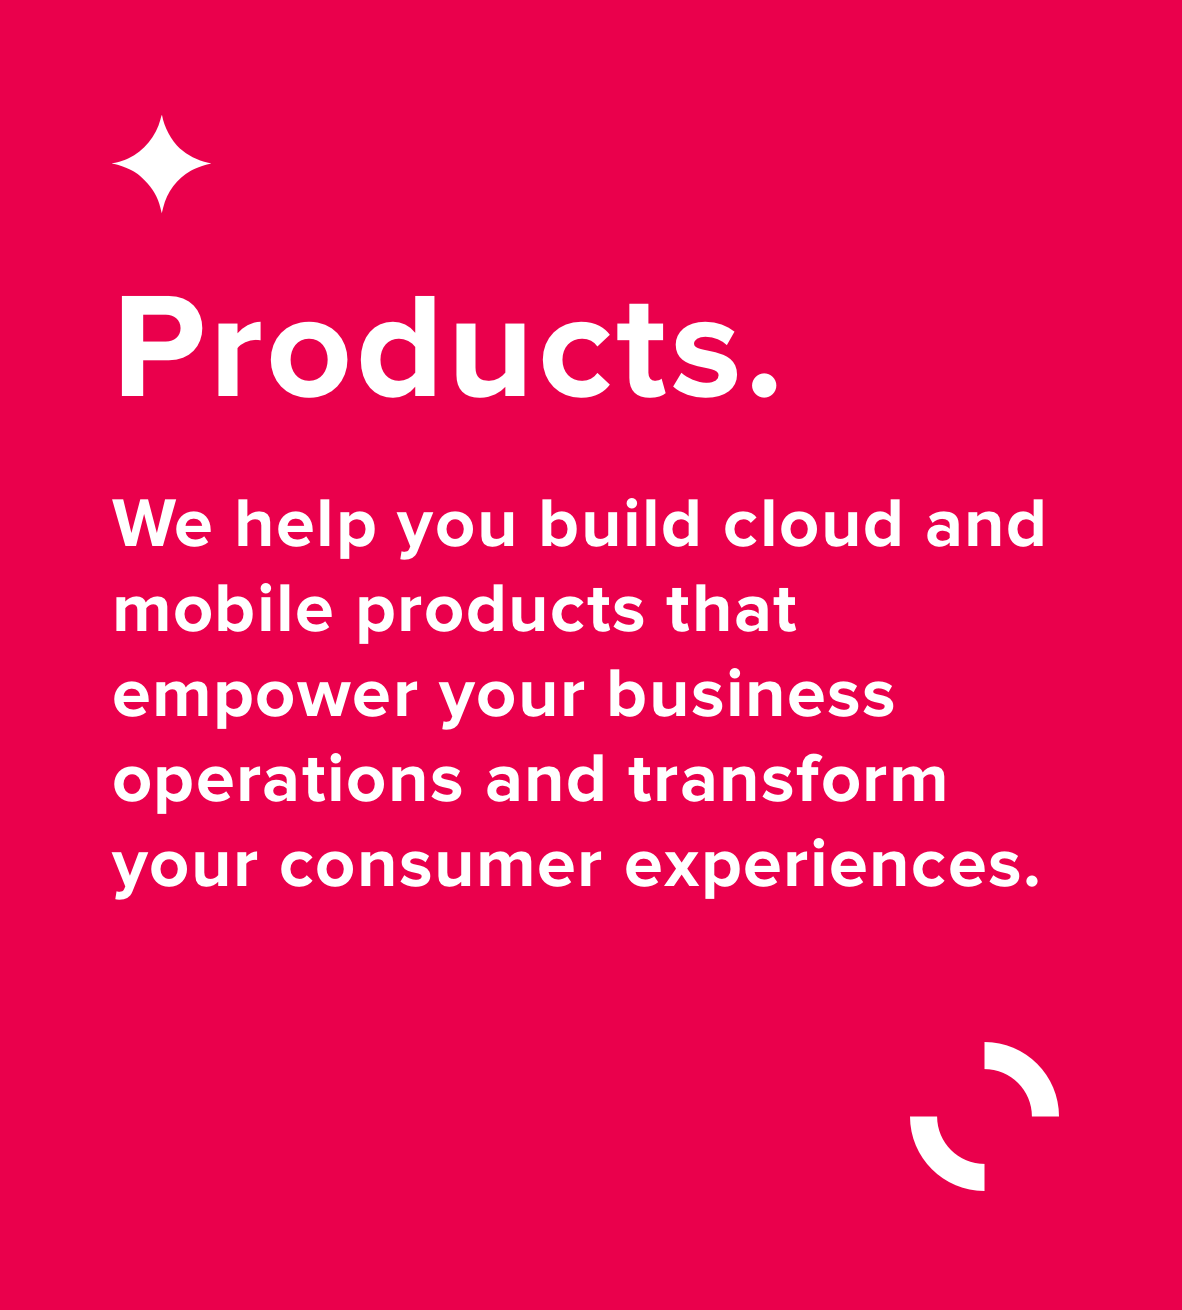 Products.
We help you build cloud and
mobile products that
empower your business
operations and transform
your consumer experiences.